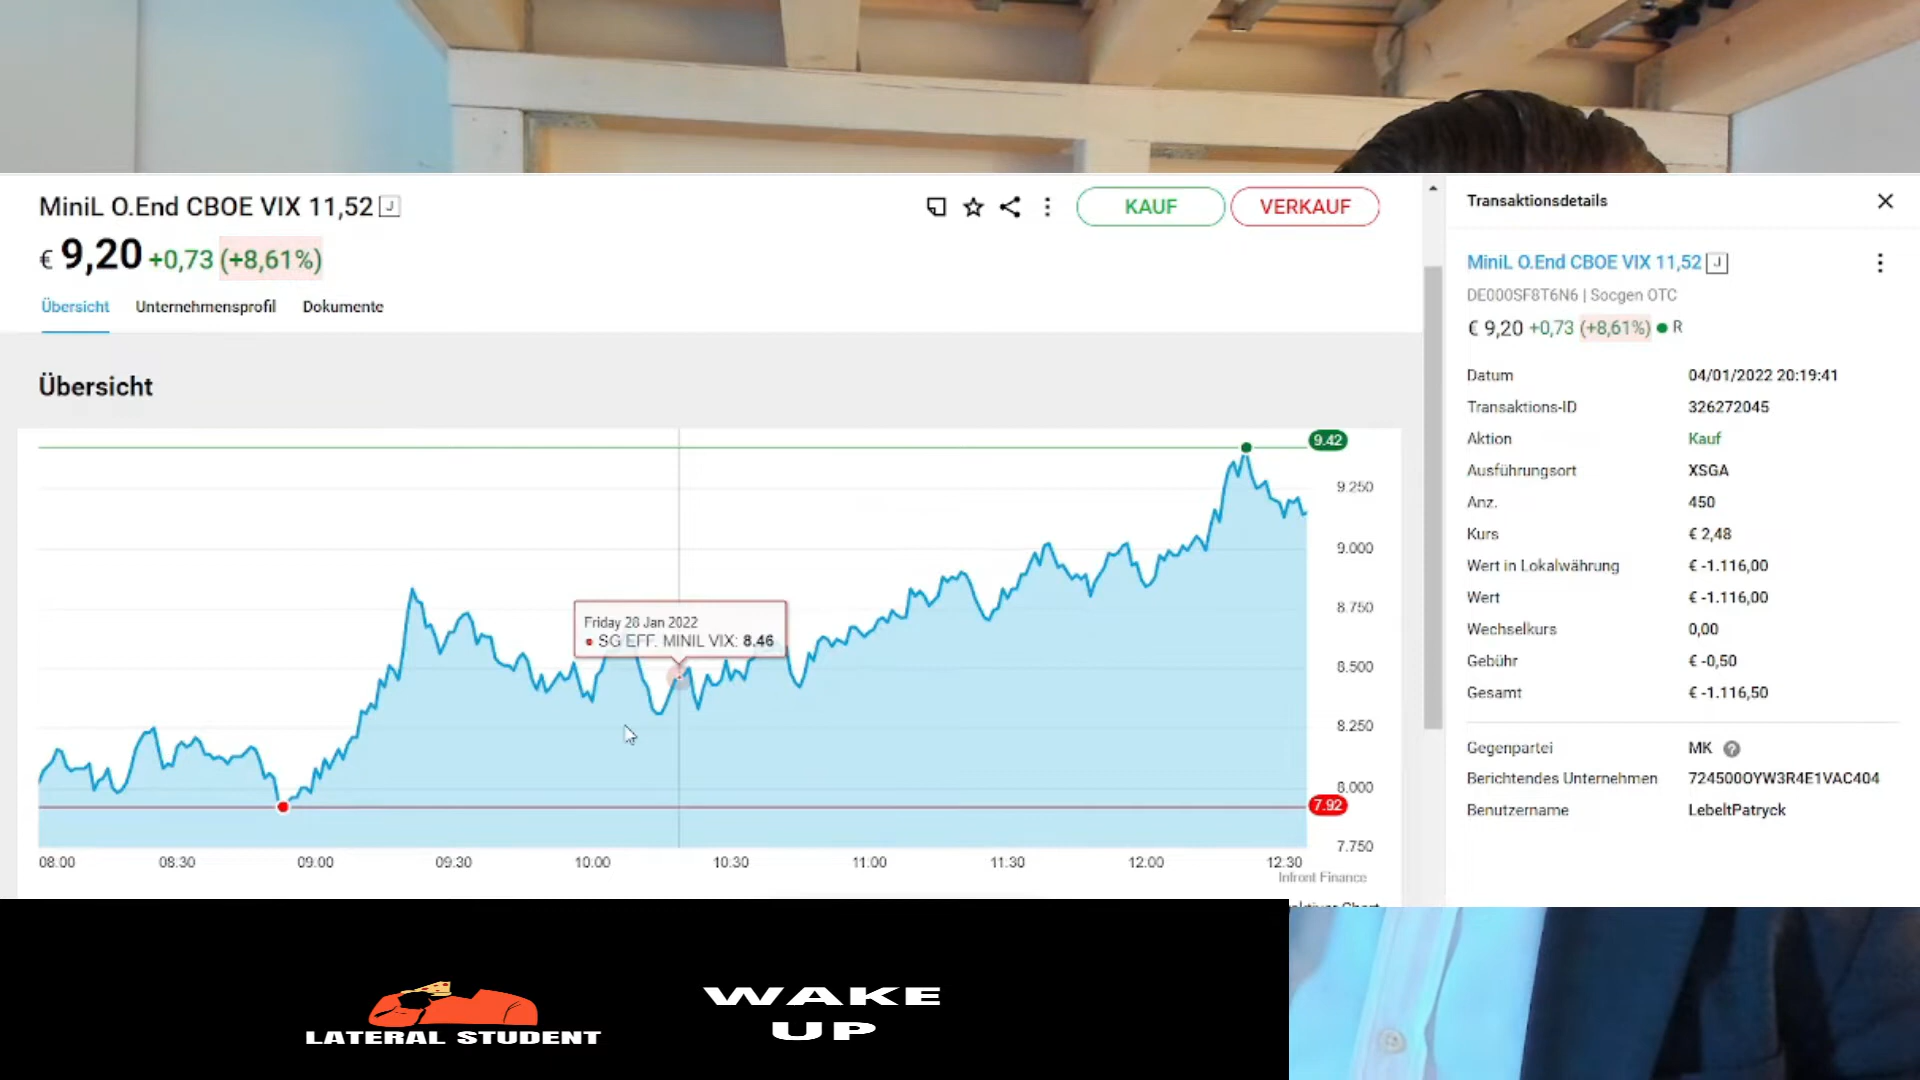 MiniL O.End CBOE VIX 11,52 J
KAUF
VERKAUF
€ 9,20 +0,73 (+8,61%)
Übersicht Unternehmensprofil Dokumente
Übersicht
9.42
9.250
9.000
8.750
8.500
8.250
8.000
7.92
7.750
Friday 28 Jan 2022
SG EFF. MINIL VIX: 8.46
08:00 08:30 09:00 09:30 10:00 10:30 11:00 11:30 12:00 12:30
Infront Finance
Transaktionsdetails
MiniL O.End CBOE VIX 11,52 J
DE000SF8T6N6 | Socgen OTC
€ 9,20 +0,73 (+8,61%) R
Datum 04/01/2022 20:19:41
Transaktions-ID 326272045
Aktion Kauf
Ausführungsort XSGA
Anz. 450
Kurs € 2,48
Wert in Lokalwährung € -1.116,00
Wert € -1.116,00
Wechselkurs 0,00
Gebühr € -0,50
Gesamt € -1.116,50
Gegenpartei MK ?
Berichtendes Unternehmen 724500OYW3R4E1VAC404
Benutzername LebeltPatryck
LATERAL STUDENT
WAKE
UP